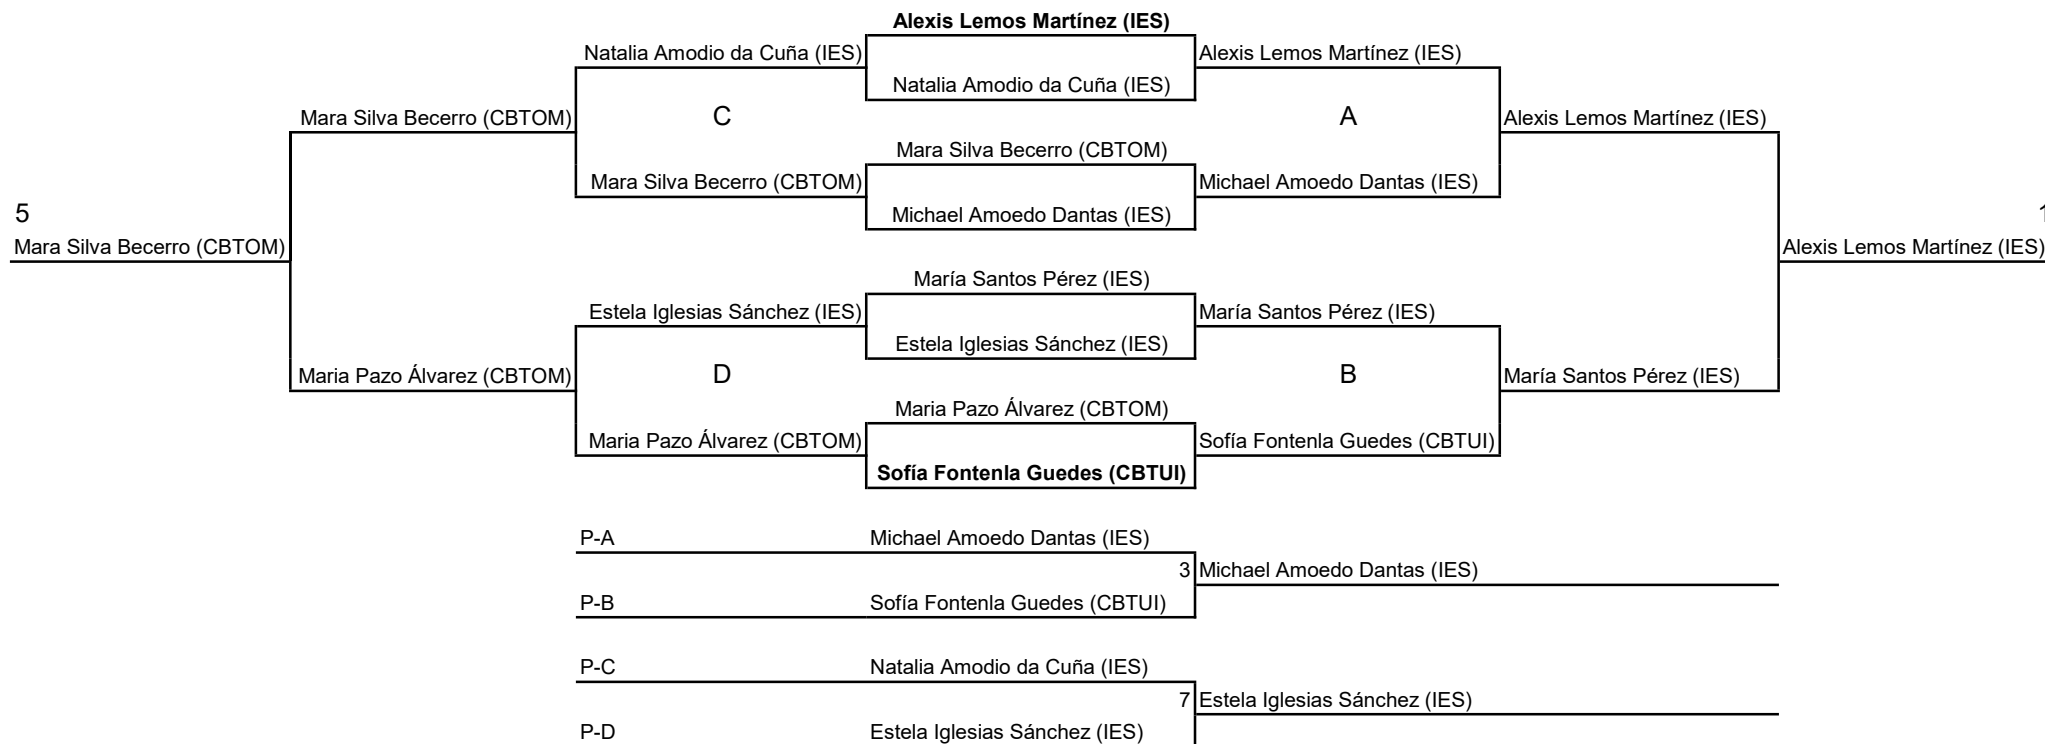 Alexis Lemos Martínez (IES)
Natalia Amodio da Cuña (IES)
Alexis Lemos Martínez (IES)
Natalia Amodio da Cuña (IES)
Mara Silva Becerro (CBTOM)
C
A
Alexis Lemos Martínez (IES)
Mara Silva Becerro (CBTOM)
Mara Silva Becerro (CBTOM)
Michael Amoedo Dantas (IES)
5
Michael Amoedo Dantas (IES)
1
Mara Silva Becerro (CBTOM)
Alexis Lemos Martínez (IES)
María Santos Pérez (IES)
Estela Iglesias Sánchez (IES)
María Santos Pérez (IES)
Estela Iglesias Sánchez (IES)
Maria Pazo Álvarez (CBTOM)
D
B
María Santos Pérez (IES)
Maria Pazo Álvarez (CBTOM)
Maria Pazo Álvarez (CBTOM)
Sofía Fontenla Guedes (CBTUI)
Sofía Fontenla Guedes (CBTUI)
P-A
Michael Amoedo Dantas (IES)
3
Michael Amoedo Dantas (IES)
P-B
Sofía Fontenla Guedes (CBTUI)
P-C
Natalia Amodio da Cuña (IES)
7
Estela Iglesias Sánchez (IES)
P-D
Estela Iglesias Sánchez (IES)